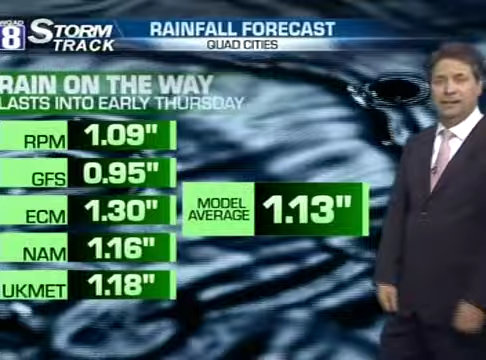 WQAD
8 STORM
TRACK
RAINFALL FORECAST
QUAD CITIES
RAIN ON THE WAY
LASTS INTO EARLY THURSDAY
RPM 1.09"
GFS 0.95"
ECM 1.30"
NAM 1.16"
UKMET 1.18"
MODEL
AVERAGE 1.13"